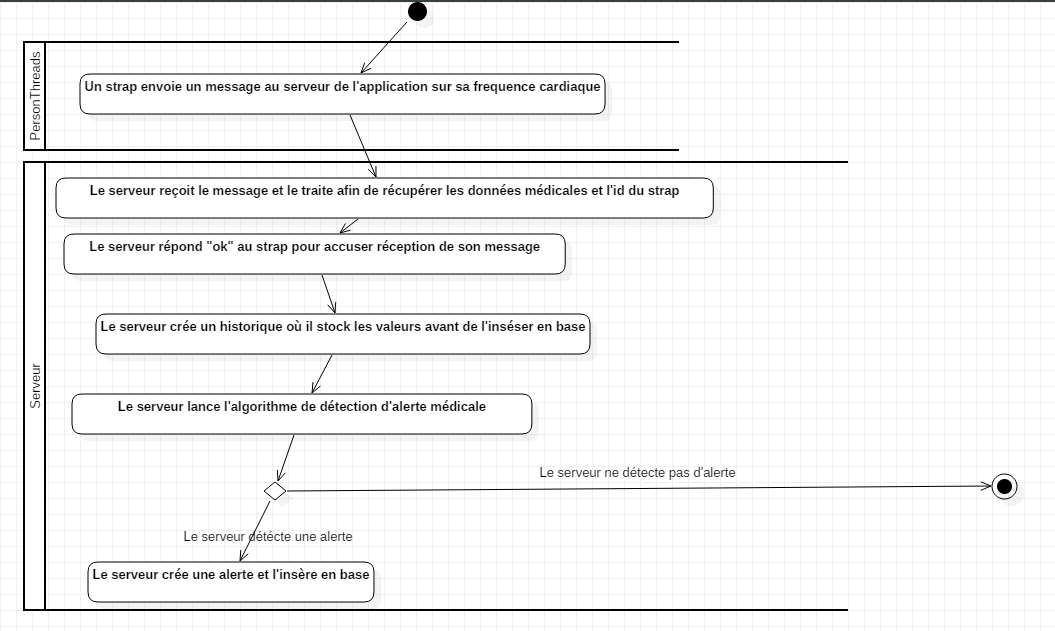 PersonThreads
Un strap envoie un message au serveur de l'application sur sa frequence cardiaque
Serveur
Le serveur reçoit le message et le traite afin de récupérer les données médicales et l'id du strap
Le serveur répond "ok" au strap pour accuser réception de son message
Le serveur crée un historique où il stock les valeurs avant de l'inséser en base
Le serveur lance l'algorithme de détection d'alerte médicale
Le serveur ne détecte pas d'alerte
Le serveur détécte une alerte
Le serveur crée une alerte et l'insère en base